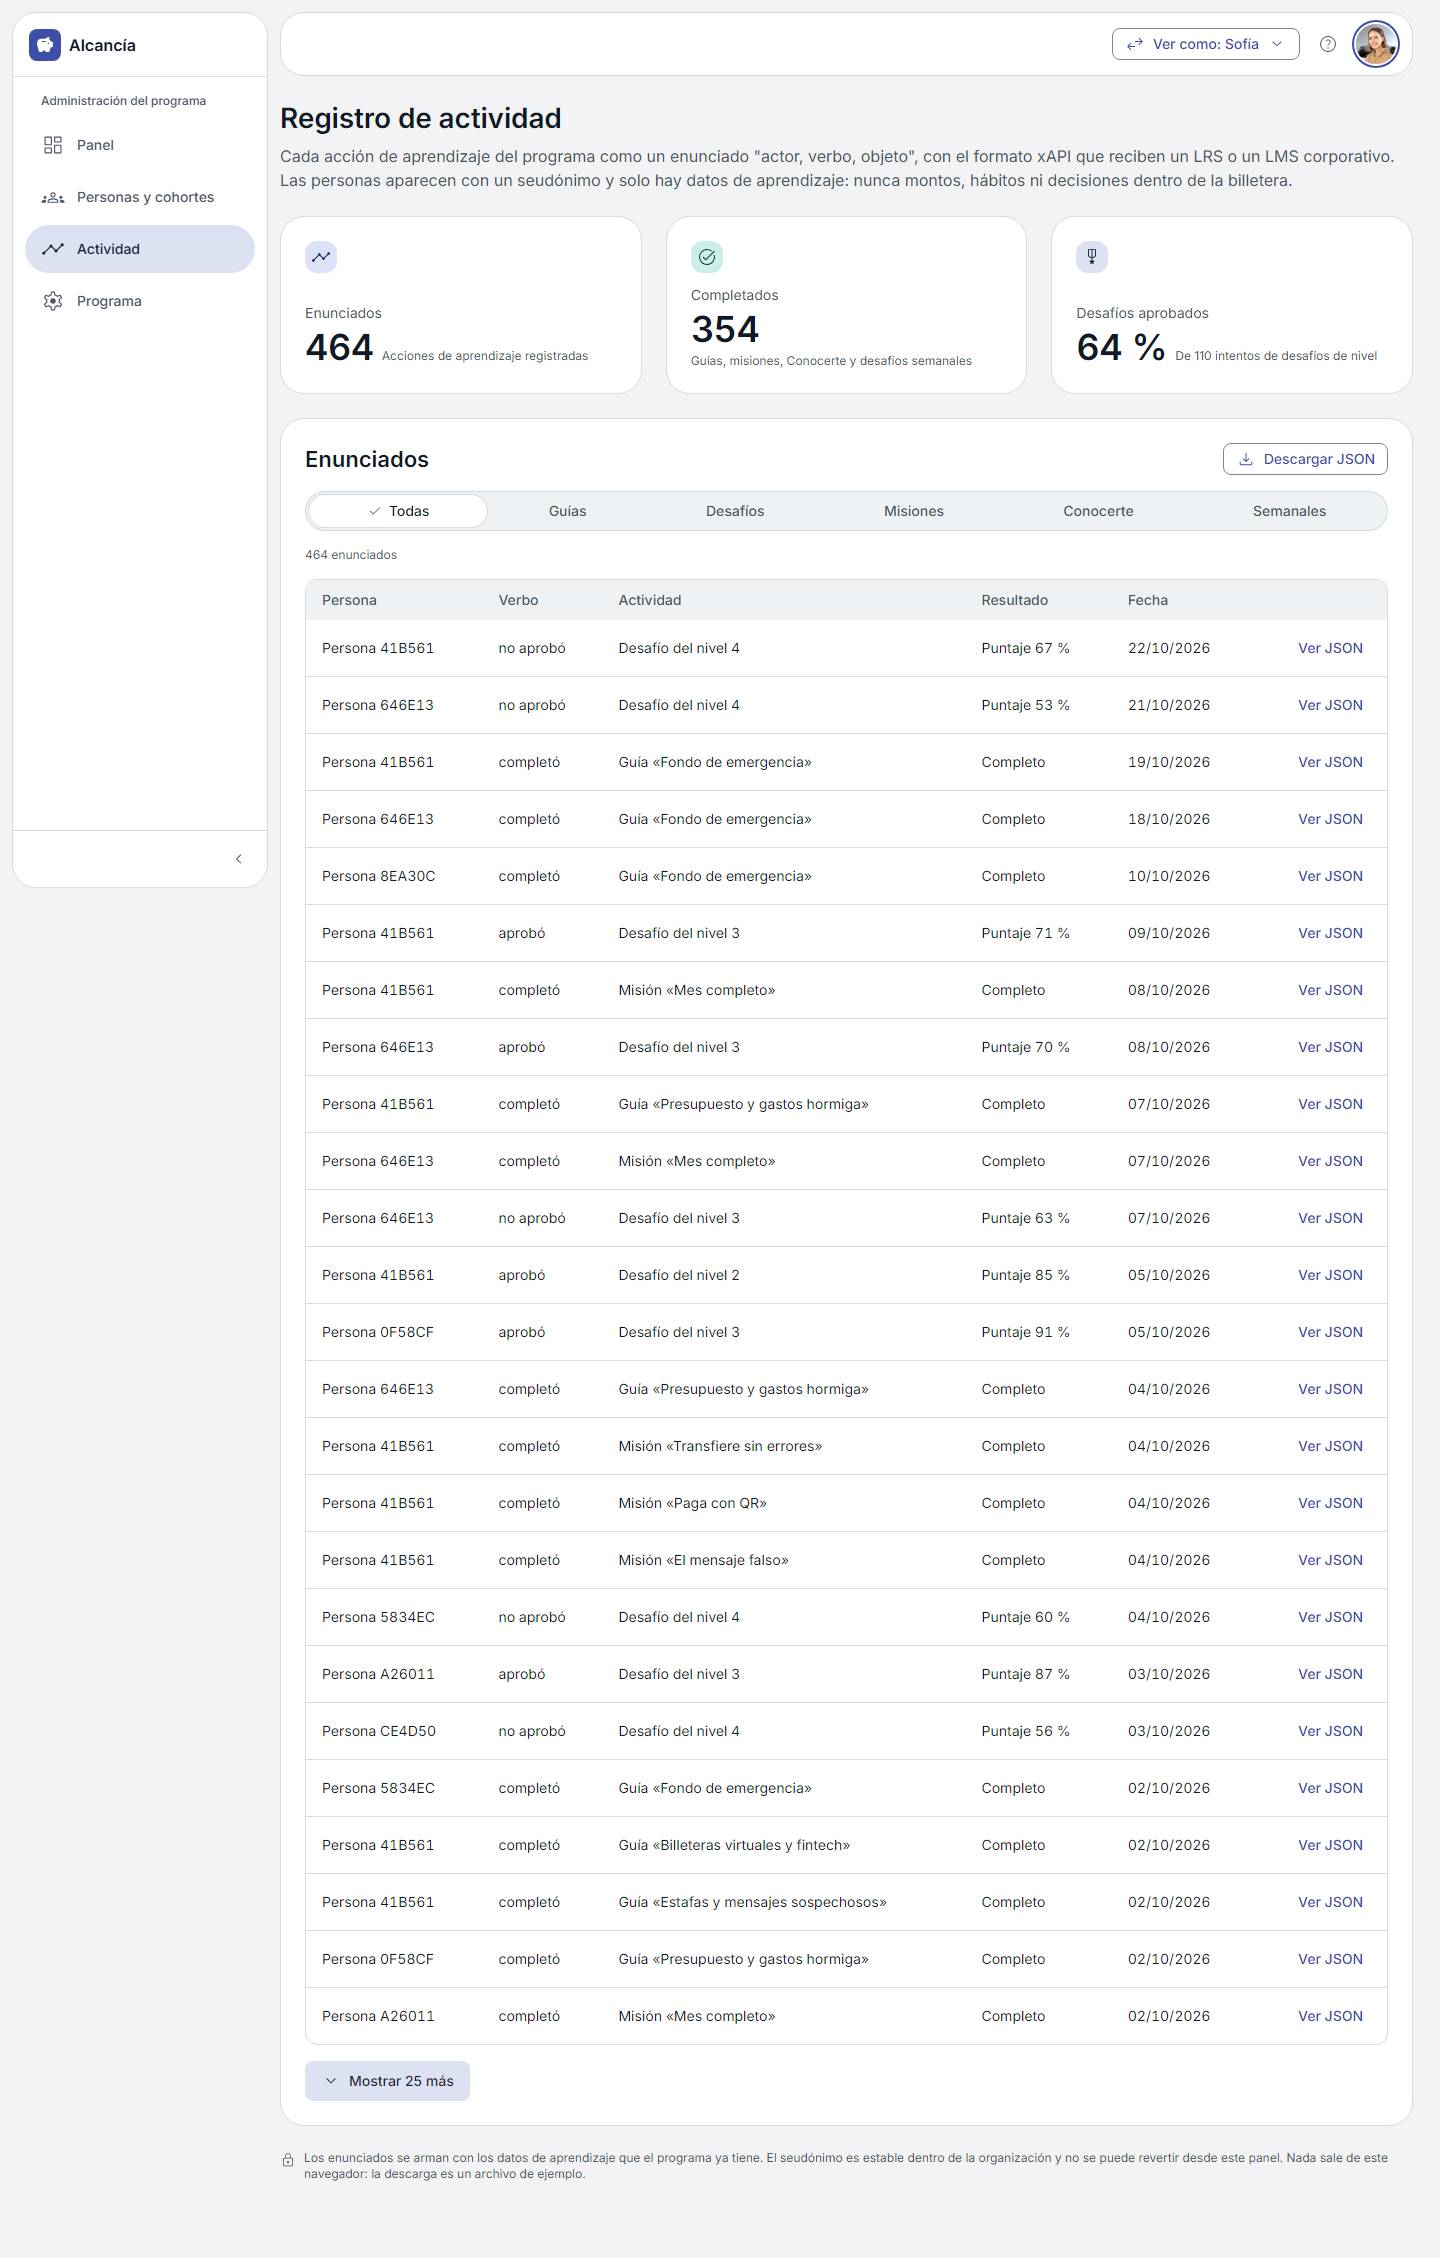 Alcancía
Ver como: Sofía
Administración del programa
Panel
Personas y cohortes
Actividad
Programa
Registro de actividad
Cada acción de aprendizaje del programa como un enunciado "actor, verbo, objeto", con el formato xAPI que reciben un LRS o un LMS corporativo.
Las personas aparecen con un seudónimo y solo hay datos de aprendizaje: nunca montos, hábitos ni decisiones dentro de la billetera.
Enunciados
464 Acciones de aprendizaje registradas
Completados
354
Guías, misiones, Conocerte y desafíos semanales
Desafíos aprobados
64 % De 110 intentos de desafíos de nivel
Enunciados
Descargar JSON
Todas Guías Desafíos Misiones Conocerte Semanales
464 enunciados
Persona Verbo Actividad Resultado Fecha
Persona 41B561 no aprobó Desafío del nivel 4 Puntaje 67 % 22/10/2026 Ver JSON
Persona 646E13 no aprobó Desafío del nivel 4 Puntaje 53 % 21/10/2026 Ver JSON
Persona 41B561 completó Guía «Fondo de emergencia» Completo 19/10/2026 Ver JSON
Persona 646E13 completó Guía «Fondo de emergencia» Completo 18/10/2026 Ver JSON
Persona 8EA30C completó Guía «Fondo de emergencia» Completo 10/10/2026 Ver JSON
Persona 41B561 aprobó Desafío del nivel 3 Puntaje 71 % 09/10/2026 Ver JSON
Persona 41B561 completó Misión «Mes completo» Completo 08/10/2026 Ver JSON
Persona 646E13 aprobó Desafío del nivel 3 Puntaje 70 % 08/10/2026 Ver JSON
Persona 41B561 completó Guía «Presupuesto y gastos hormiga» Completo 07/10/2026 Ver JSON
Persona 646E13 completó Misión «Mes completo» Completo 07/10/2026 Ver JSON
Persona 646E13 no aprobó Desafío del nivel 3 Puntaje 63 % 07/10/2026 Ver JSON
Persona 41B561 aprobó Desafío del nivel 2 Puntaje 85 % 05/10/2026 Ver JSON
Persona 0F58CF aprobó Desafío del nivel 3 Puntaje 91 % 05/10/2026 Ver JSON
Persona 646E13 completó Guía «Presupuesto y gastos hormiga» Completo 04/10/2026 Ver JSON
Persona 41B561 completó Misión «Transfiere sin errores» Completo 04/10/2026 Ver JSON
Persona 41B561 completó Misión «Paga con QR» Completo 04/10/2026 Ver JSON
Persona 41B561 completó Misión «El mensaje falso» Completo 04/10/2026 Ver JSON
Persona 5834EC no aprobó Desafío del nivel 4 Puntaje 60 % 04/10/2026 Ver JSON
Persona A26011 aprobó Desafío del nivel 3 Puntaje 87 % 03/10/2026 Ver JSON
Persona CE4D50 no aprobó Desafío del nivel 4 Puntaje 56 % 03/10/2026 Ver JSON
Persona 5834EC completó Guía «Fondo de emergencia» Completo 02/10/2026 Ver JSON
Persona 41B561 completó Guía «Billeteras virtuales y fintech» Completo 02/10/2026 Ver JSON
Persona 41B561 completó Guía «Estafas y mensajes sospechosos» Completo 02/10/2026 Ver JSON
Persona 0F58CF completó Guía «Presupuesto y gastos hormiga» Completo 02/10/2026 Ver JSON
Persona A26011 completó Misión «Mes completo» Completo 02/10/2026 Ver JSON
Mostrar 25 más
Los enunciados se arman con los datos de aprendizaje que el programa ya tiene. El seudónimo es estable dentro de la organización y no se puede revertir desde este panel. Nada sale de este
navegador: la descarga es un archivo de ejemplo.